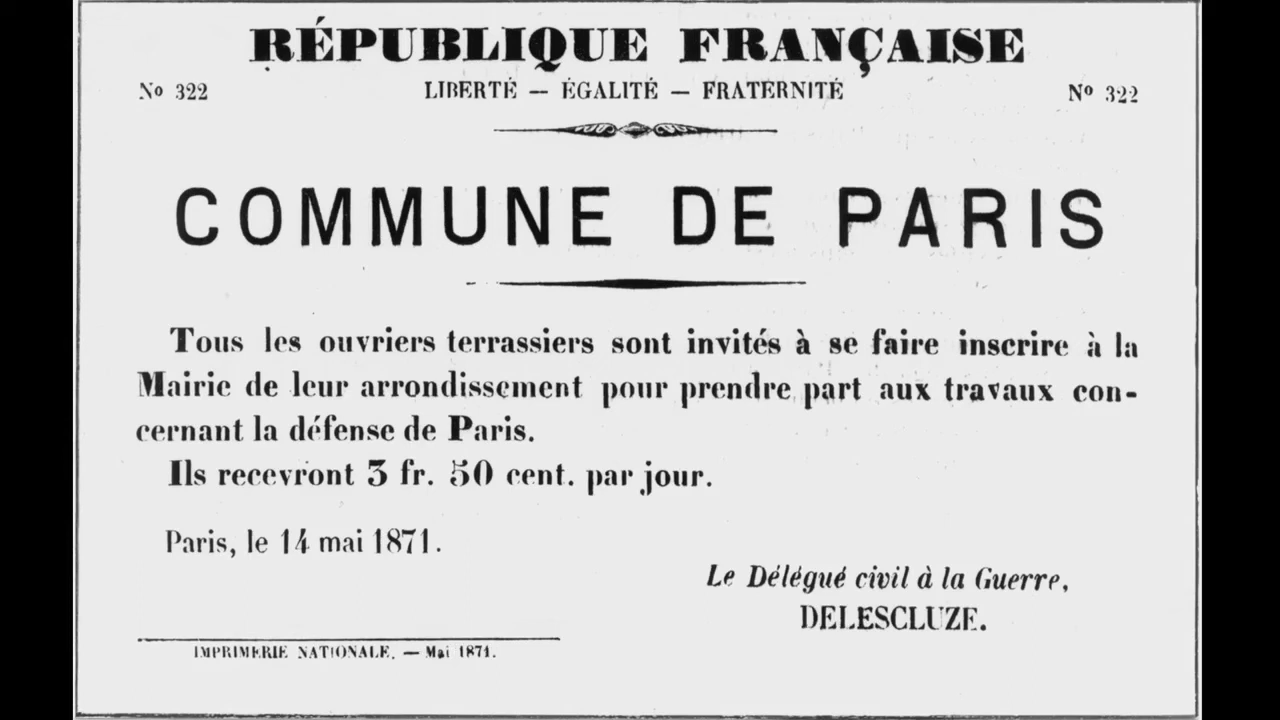 RÉPUBLIQUE FRANÇAISE
No 322 LIBERTÉ — ÉGALITÉ — FRATERNITÉ No 322
COMMUNE DE PARIS
Tous les ouvriers terrassiers sont invités à se faire inscrire à la
Mairie de leur arrondissement pour prendre part aux travaux con-
cernant la défense de Paris.
Ils recevront 3 fr. 50 cent. par jour.
Paris, le 14 mai 1871.
Le Délégué civil à la Guerre,
DELESCLUZE.
IMPRIMERIE NATIONALE. — Mai 1871.